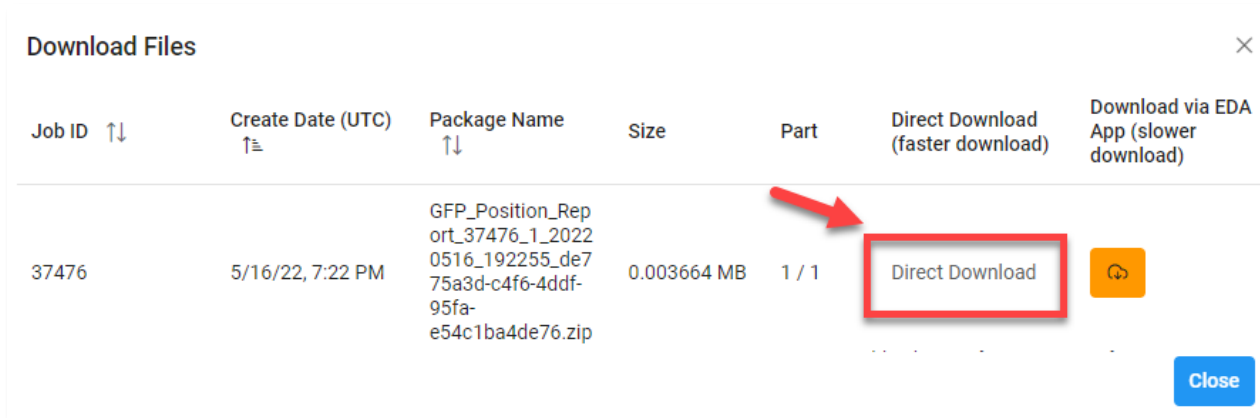 Download Files
Job ID
Create Date (UTC)
Package Name
Size
Part
Direct Download
(faster download)
Download via EDA
App (slower
download)
37476
5/16/22, 7:22 PM
GFP_Position_Rep
ort_37476_1_2022
0516_192255_de7
75a3d-c4f6-4ddf-
95fa-
e54c1ba4de76.zip
0.003664 MB
1 / 1
Direct Download
Close